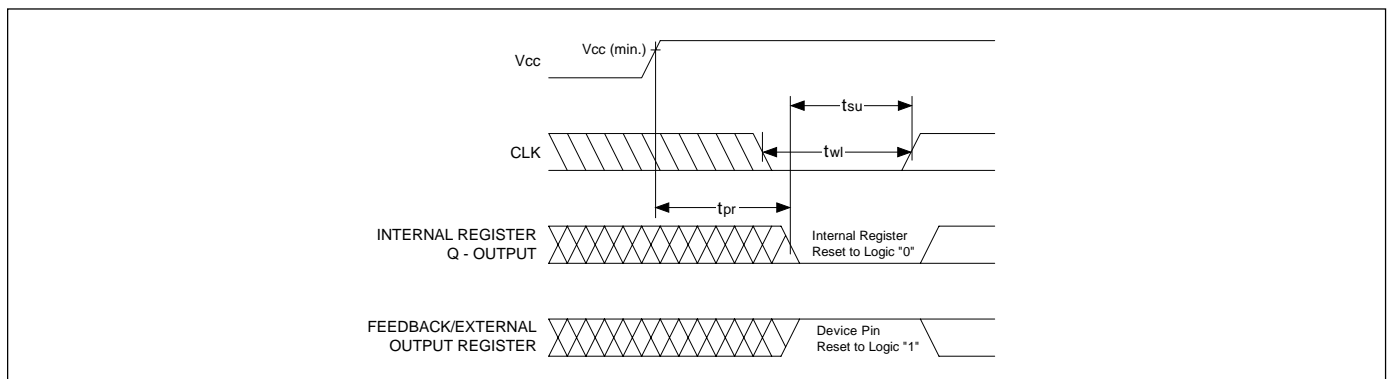 Vcc
Vcc (min.)
tsu
CLK
twl
tpr
INTERNAL REGISTER
Q - OUTPUT
Internal Register
Reset to Logic "0"
FEEDBACK/EXTERNAL
OUTPUT REGISTER
Device Pin
Reset to Logic "1"